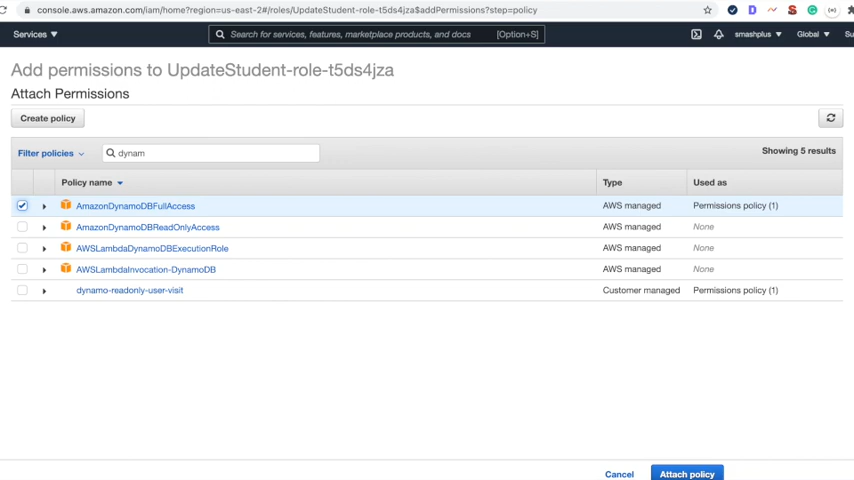 console.aws.amazon.com/iam/home?region=us-east-2#/roles/UpdateStudent-role-t5ds4jza$addPermissions?step=policy
Services Search for services, features, marketplace products, and docs [Option+S] smashplus Global Su
Add permissions to UpdateStudent-role-t5ds4jza
Attach Permissions
Create policy
Filter policies dynam Showing 5 results
Policy name Type Used as
AmazonDynamoDBFullAccess AWS managed Permissions policy (1)
AmazonDynamoDBReadOnlyAccess AWS managed None
AWSLambdaDynamoDBExecutionRole AWS managed None
AWSLambdaInvocation-DynamoDB AWS managed None
dynamo-readonly-user-visit Customer managed Permissions policy (1)
Cancel Attach policy